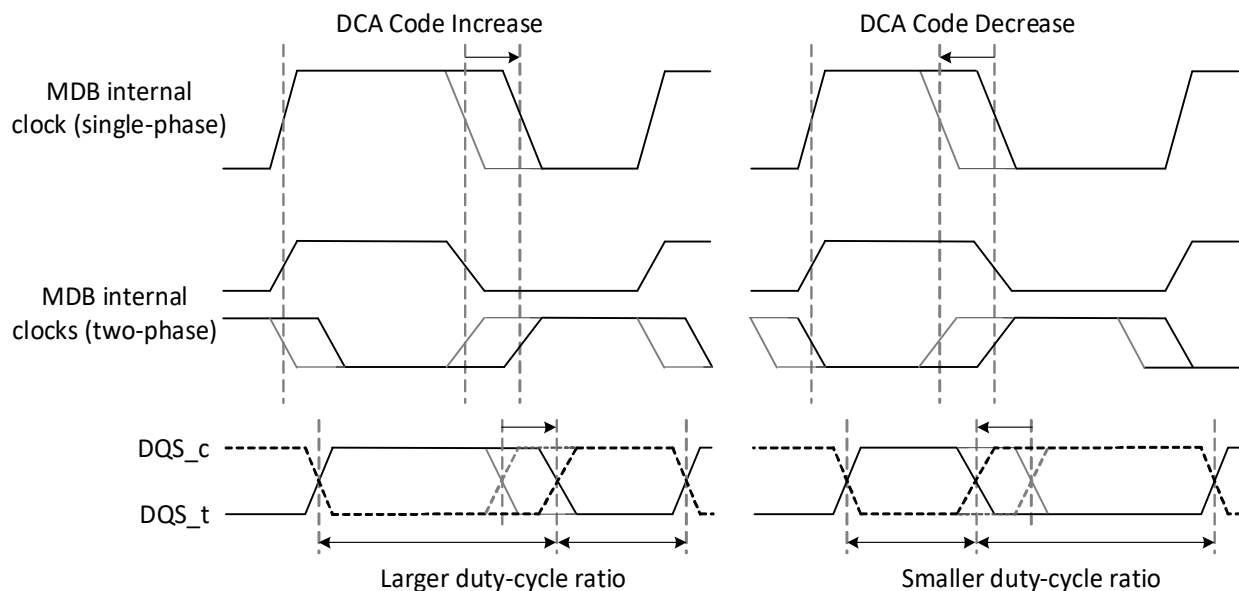 DCA Code Increase
DCA Code Decrease
MDB internal
clock (single-phase)
MDB internal
clocks (two-phase)
DQS_c
DQS_t
Larger duty-cycle ratio
Smaller duty-cycle ratio